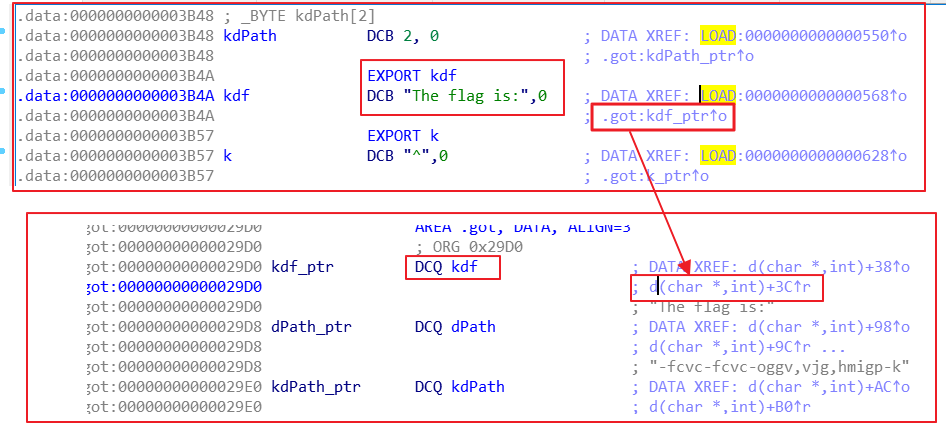 .data:0000000000003B48 ; _BYTE kdPath[2]
.data:0000000000003B48 kdPath DCB 2, 0 ; DATA XREF: LOAD:0000000000000550↑o
.data:0000000000003B48 ; .got:kdPath_ptr↑o
.data:0000000000003B4A EXPORT kdf
.data:0000000000003B4A kdf DCB "The flag is:",0 ; DATA XREF: LOAD:0000000000000568↑o
.data:0000000000003B4A ; .got:kdf_ptr↑o
.data:0000000000003B57 EXPORT k
.data:0000000000003B57 k DCB "^",0 ; DATA XREF: LOAD:0000000000000628↑o
.data:0000000000003B57 ; .got:k_ptr↑o
got:00000000000029D0 AREA .got, DATA, ALIGN=3
got:00000000000029D0 ; ORG 0x29D0
got:00000000000029D0 kdf_ptr DCQ kdf ; DATA XREF: d(char *,int)+38↑o
got:00000000000029D0 ; d(char *,int)+3C↑r
got:00000000000029D0 ; "The flag is:"
got:00000000000029D8 dPath_ptr DCQ dPath ; DATA XREF: d(char *,int)+98↑o
got:00000000000029D8 ; d(char *,int)+9C↑r ...
got:00000000000029D8 ; "-fcvc-fcvc-oggv,vjg,hmigp-k"
got:00000000000029E0 kdPath_ptr DCQ kdPath ; DATA XREF: d(char *,int)+AC↑o
got:00000000000029E0 ; d(char *,int)+B0↑r